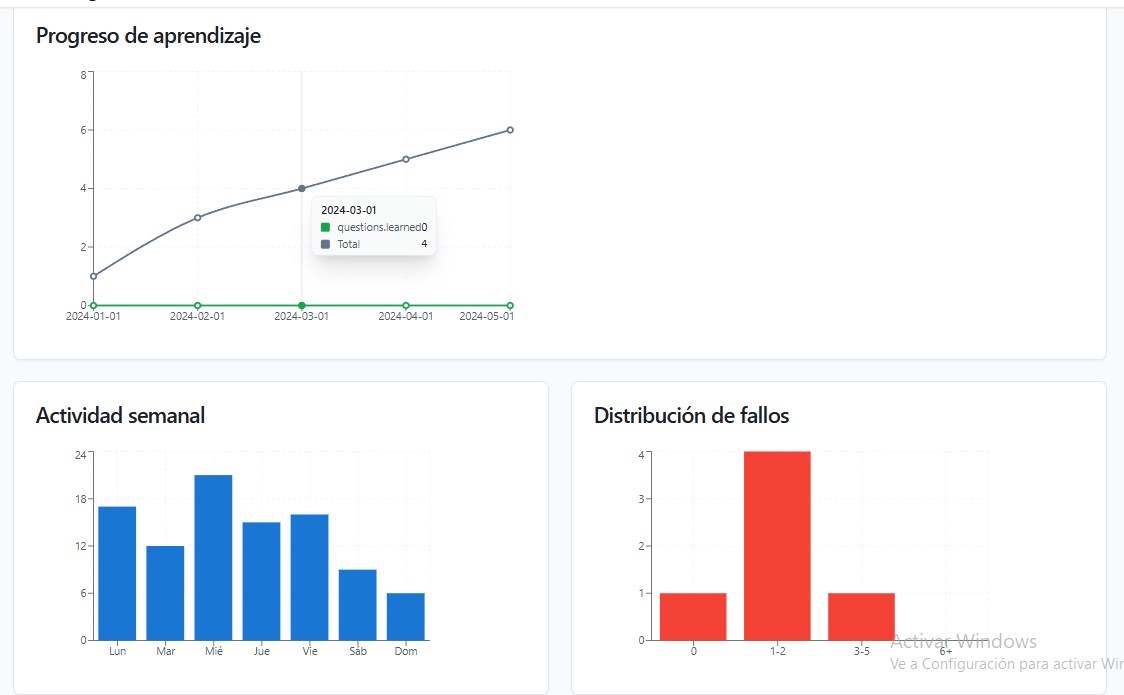 Progreso de aprendizaje
8
6
4
2
0
2024-01-01 2024-02-01 2024-03-01 2024-04-01 2024-05-01
2024-03-01
questions.learned0
Total 4
Actividad semanal
24
18
12
6
0
Lun Mar Mié Jue Vie Sáb Dom
Distribución de fallos
4
3
2
1
0
0 1-2 3-5 6+
Activar Windows
Ve a Configuración para activar Win